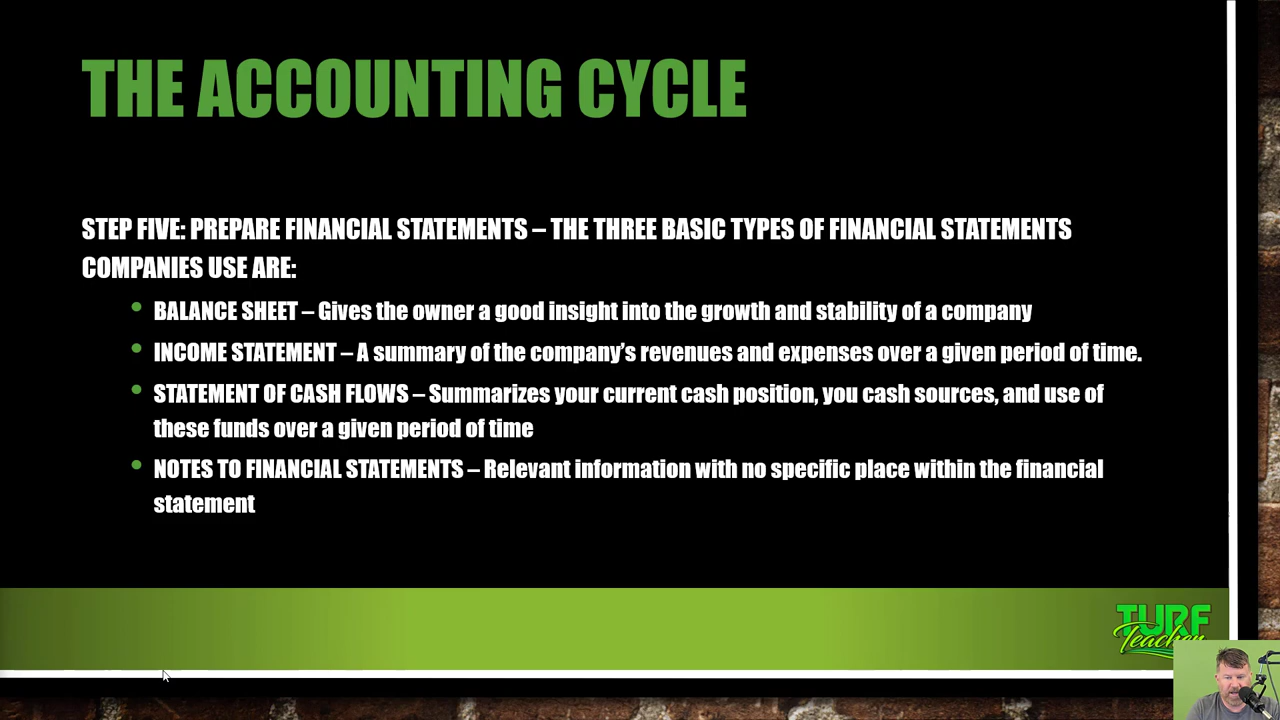 THE ACCOUNTING CYCLE
STEP FIVE: PREPARE FINANCIAL STATEMENTS – THE THREE BASIC TYPES OF FINANCIAL STATEMENTS
COMPANIES USE ARE:
• BALANCE SHEET – Gives the owner a good insight into the growth and stability of a company
• INCOME STATEMENT – A summary of the company’s revenues and expenses over a given period of time.
• STATEMENT OF CASH FLOWS – Summarizes your current cash position, you cash sources, and use of
these funds over a given period of time
• NOTES TO FINANCIAL STATEMENTS – Relevant information with no specific place within the financial
statement
TURF
Teacher